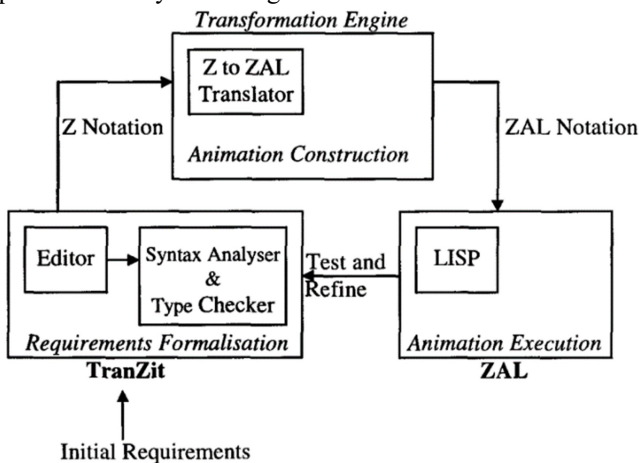 Transformation Engine
Z to ZAL
Translator
Z Notation
ZAL Notation
Animation Construction
Editor
Syntax Analyser
&
Type Checker
Test and
Refine
LISP
Requirements Formalisation
Animation Execution
TranZit
ZAL
Initial Requirements